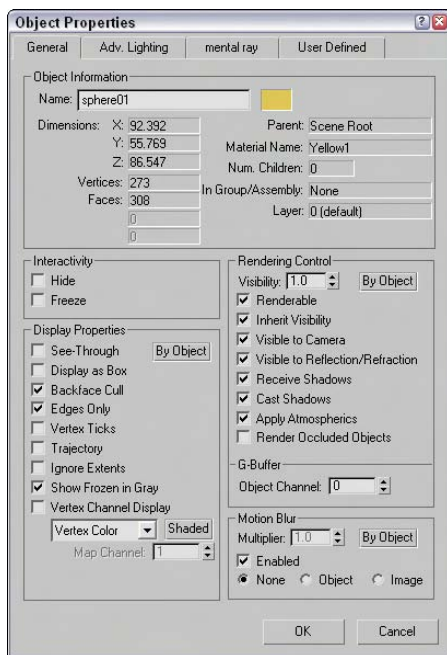 Object Properties
General Adv. Lighting mental ray User Defined
Object Information
Name: sphere01
Dimensions: X: 92.392
Y: 55.769
Z: 86.547
Vertices: 273
Faces: 308
0
0
Parent: Scene Root
Material Name: Yellow1
Num. Children: 0
In Group/Assembly: None
Layer: 0 (default)
Interactivity
Hide
Freeze
Display Properties
See-Through By Object
Display as Box
Backface Cull
Edges Only
Vertex Ticks
Trajectory
Ignore Extents
Show Frozen in Gray
Vertex Channel Display
Vertex Color Shaded
Map Channel: 1
Rendering Control
Visibility: 1.0 By Object
Renderable
Inherit Visibility
Visible to Camera
Visible to Reflection/Refraction
Receive Shadows
Cast Shadows
Apply Atmospherics
Render Occluded Objects
G-Buffer
Object Channel: 0
Motion Blur
Multiplier: 1.0 By Object
Enabled
None Object Image
OK Cancel